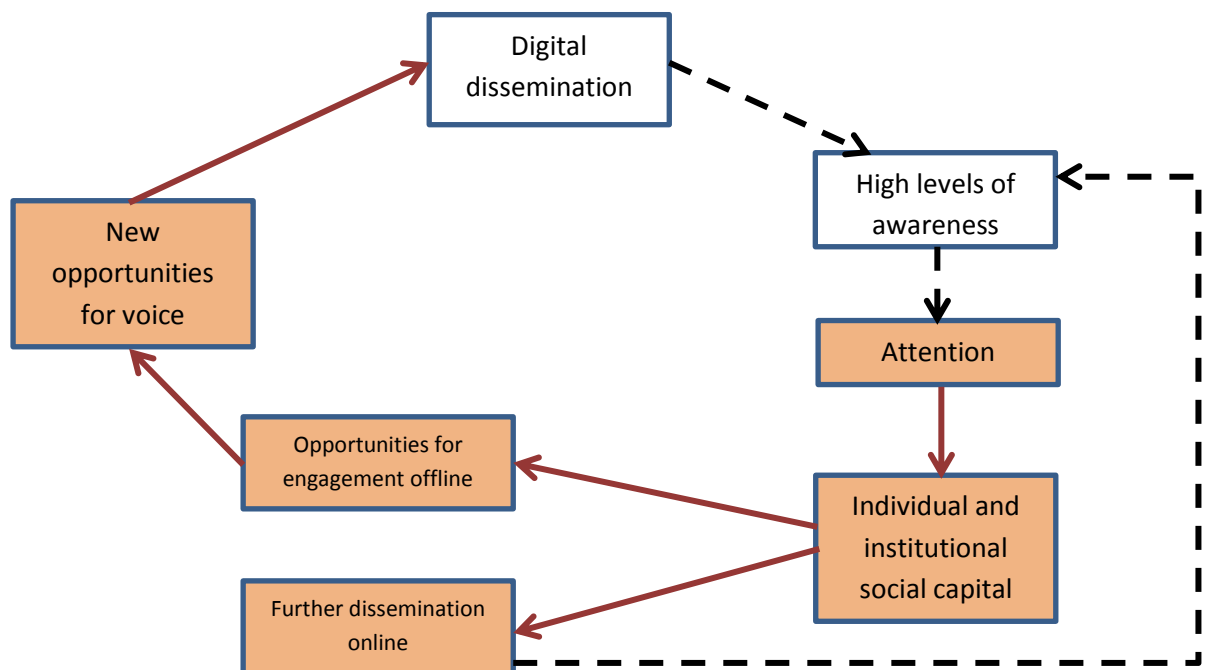 Digital
dissemination
High levels of
awareness
New
opportunities
for voice
Attention
Opportunities for
engagement offline
Individual and
institutional
social capital
Further dissemination
online